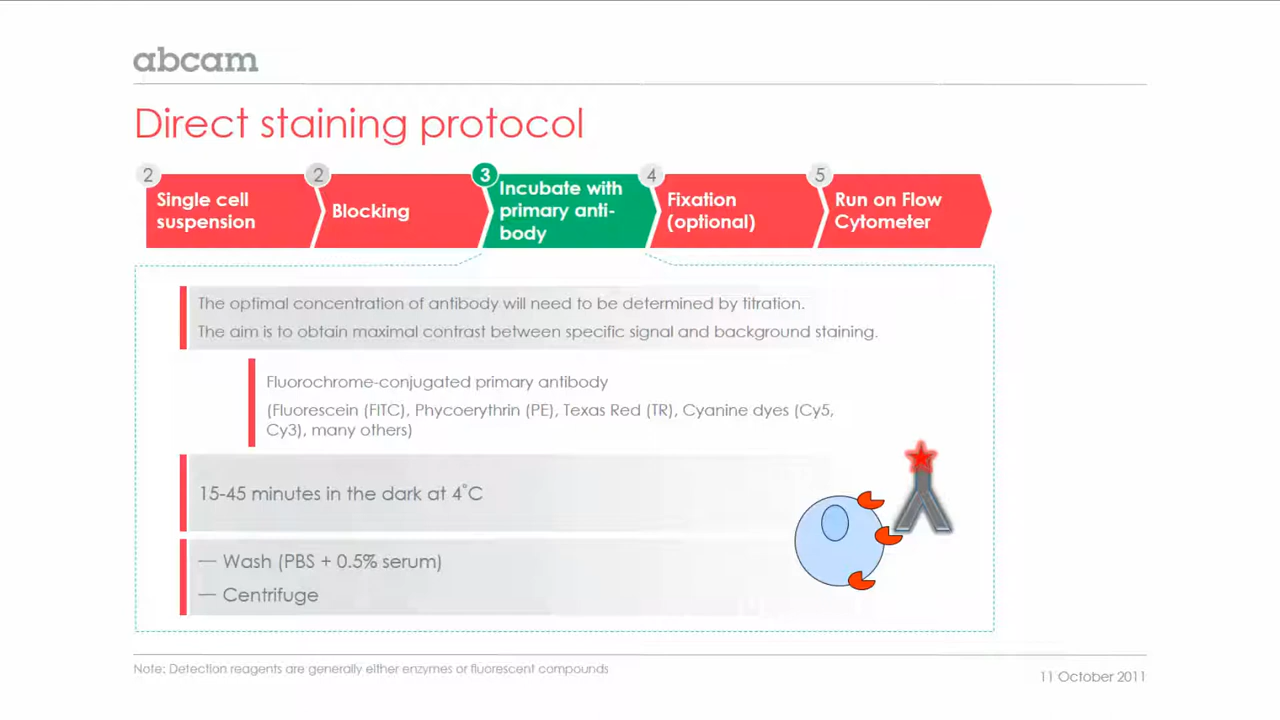 abcam
Direct staining protocol
2
Single cell
suspension
2
Blocking
3
Incubate with
primary anti-
body
4
Fixation
(optional)
5
Run on Flow
Cytometer
The optimal concentration of antibody will need to be determined by titration.
The aim is to obtain maximal contrast between specific signal and background staining.
Fluorochrome-conjugated primary antibody
(Fluorescein (FITC), Phycoerythrin (PE), Texas Red (TR), Cyanine dyes (Cy5,
Cy3), many others)
15-45 minutes in the dark at 4°C
— Wash (PBS + 0.5% serum)
— Centrifuge
Note: Detection reagents are generally either enzymes or fluorescent compounds
11 October 2011